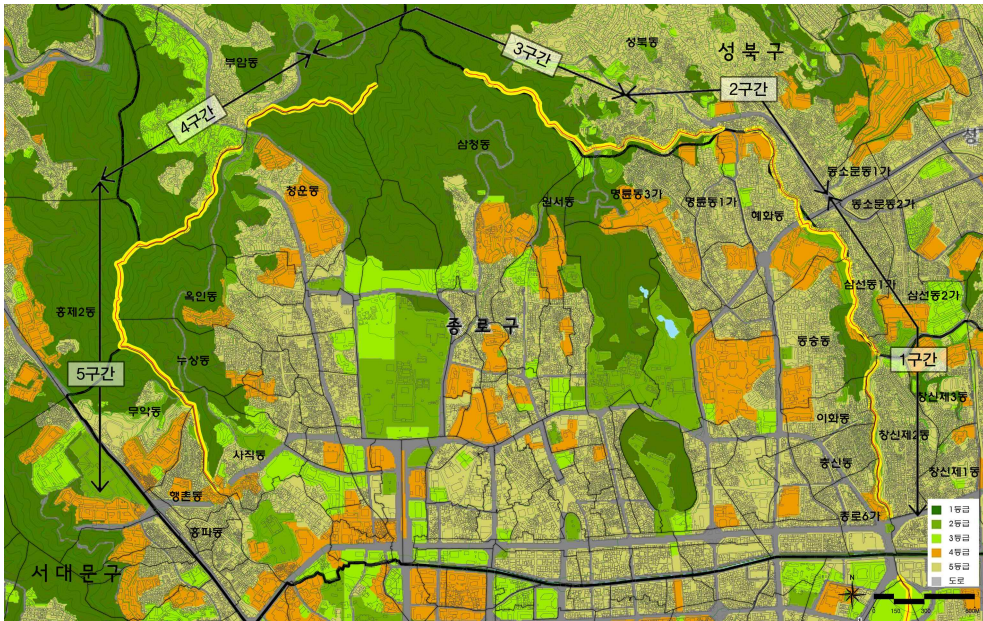 성북동
성북구
3구간
부암동
2구간
4구간
성
삼청동
동소문동1가
청운동
원서동
명륜동3가
명륜동1가
동소문동2가
혜화동
옥인동
삼선동1가
삼선동2가
홍제2동
종로구
누상동
동숭동
1구간
5구간
창신제3동
무악동
이화동
창신제2동
사직동
충신동
창신제1동
행촌동
종로6가
홍파동
서대문구
1등급
2등급
3등급
4등급
5등급
도로
N
0 150 300 600M